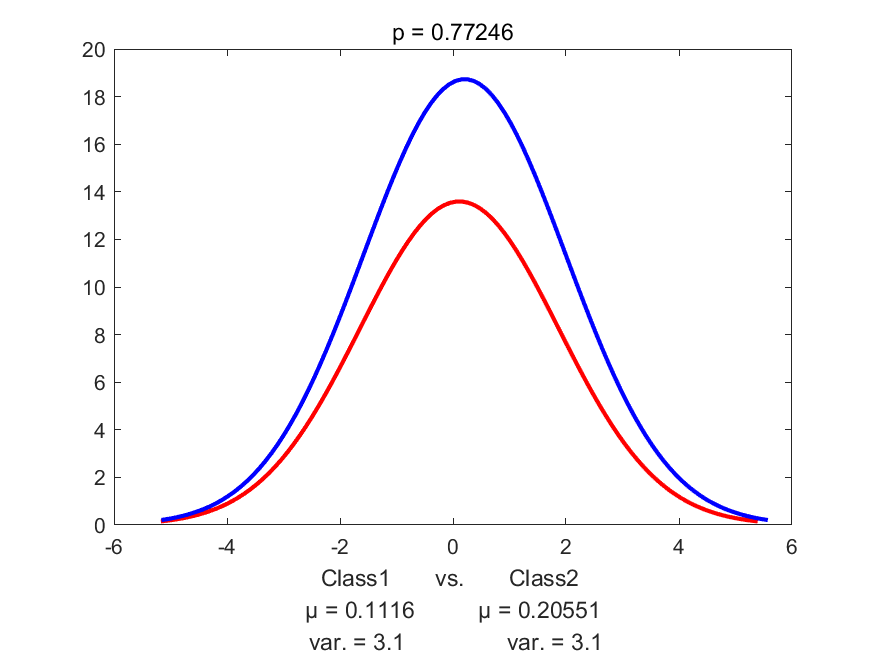 p = 0.77246
20
18
16
14
12
10
8
6
4
2
0
-6 -4 -2 0 2 4 6
Class1 vs. Class2
μ = 0.1116 μ = 0.20551
var. = 3.1 var. = 3.1